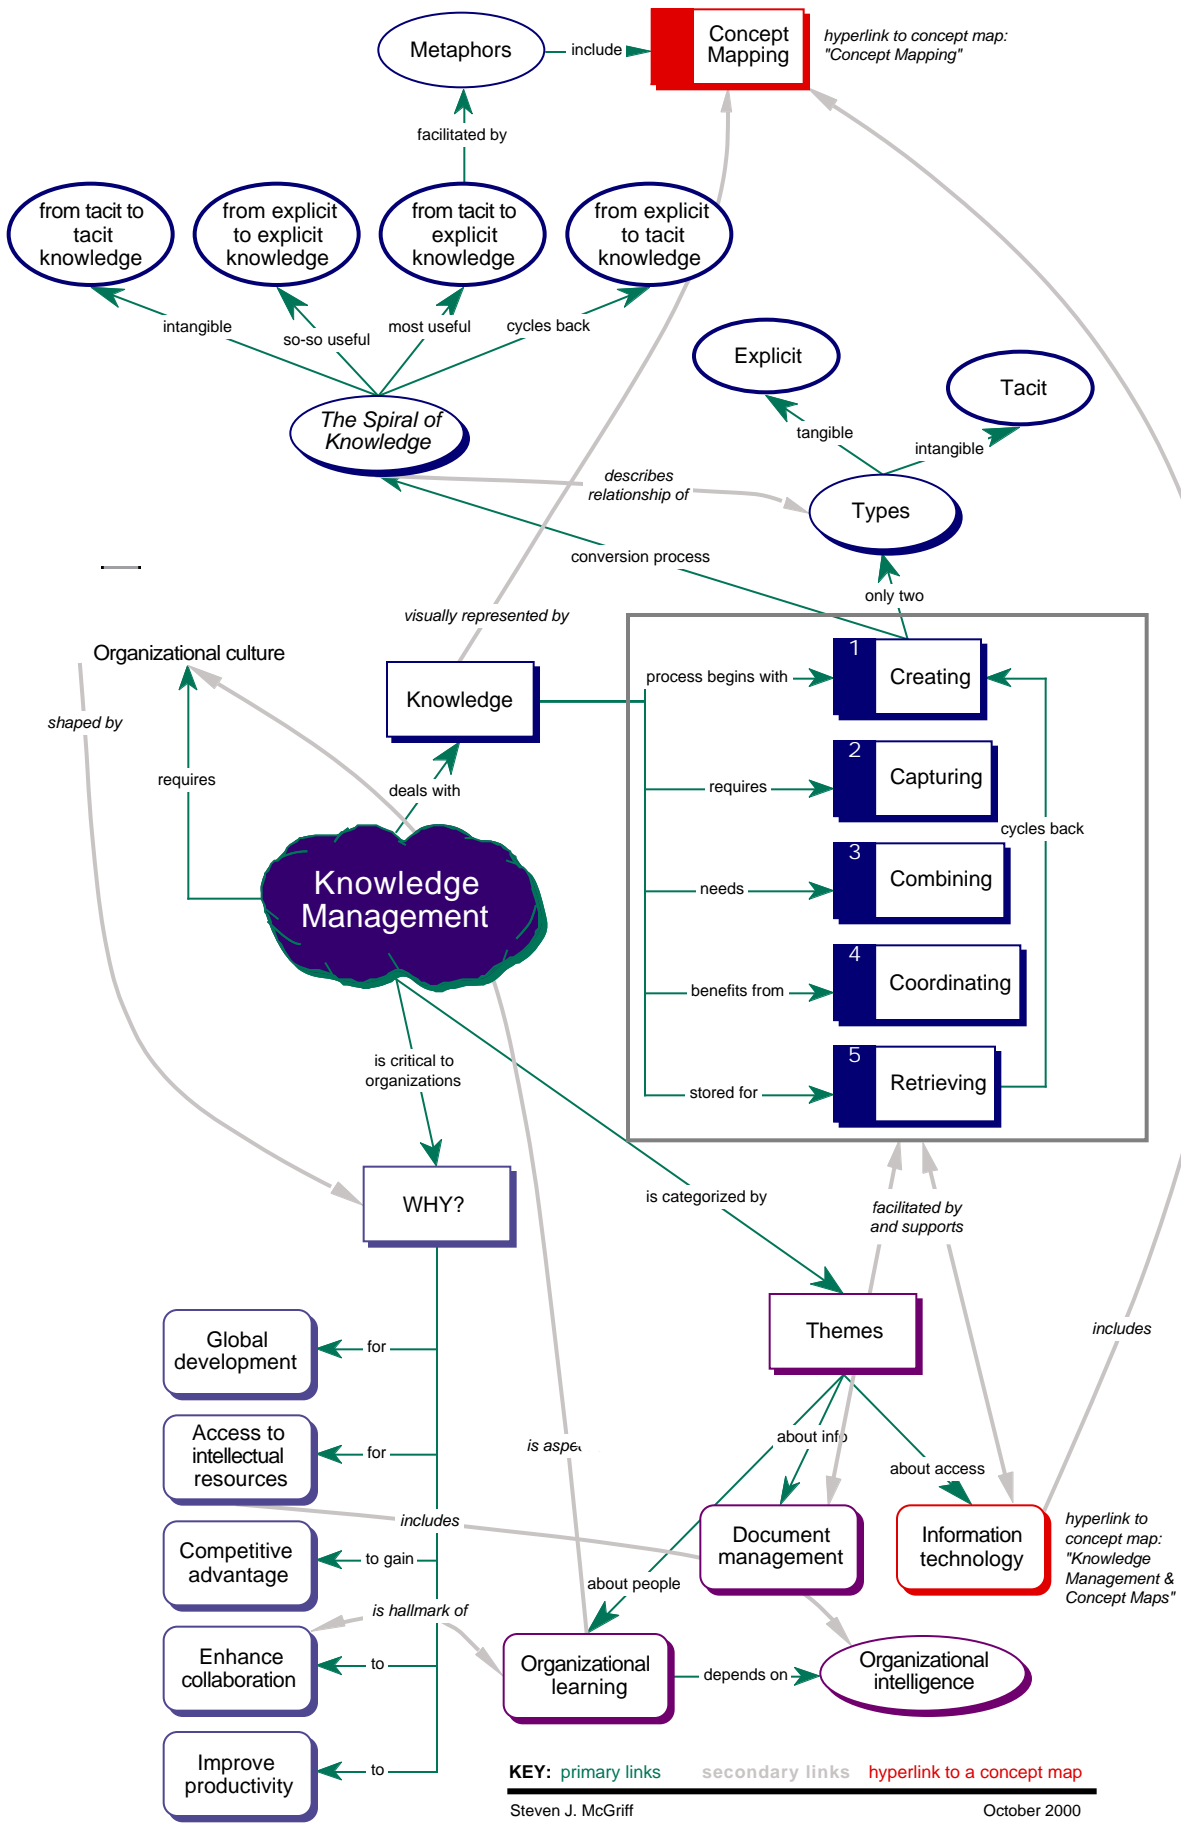 Metaphors
include
Concept
Mapping
hyperlink to concept map:
"Concept Mapping"
facilitated by
from tacit to
tacit
knowledge
from explicit
to explicit
knowledge
from tacit to
explicit
knowledge
from explicit
to tacit
knowledge
intangible
so-so useful
most useful
cycles back
Explicit
Tacit
The Spiral of
Knowledge
tangible
intangible
describes
relationship of
Types
conversion process
only two
visually represented by
Organizational culture
shaped by
requires
Knowledge
deals with
process begins with
1
Creating
requires
2
Capturing
cycles back
needs
3
Combining
benefits from
4
Coordinating
stored for
5
Retrieving
Knowledge
Management
is critical to
organizations
WHY?
is categorized by
facilitated by
and supports
Themes
includes
Global
development
for
Access to
intellectual
resources
for
is aspe
about info
about access
includes
Competitive
advantage
to gain
Document
management
Information
technology
hyperlink to
concept map:
"Knowledge
Management &
Concept Maps"
about people
is hallmark of
Enhance
collaboration
to
Organizational
learning
depends on
Organizational
intelligence
Improve
productivity
to
KEY: primary links secondary links hyperlink to a concept map
Steven J. McGriff October 2000